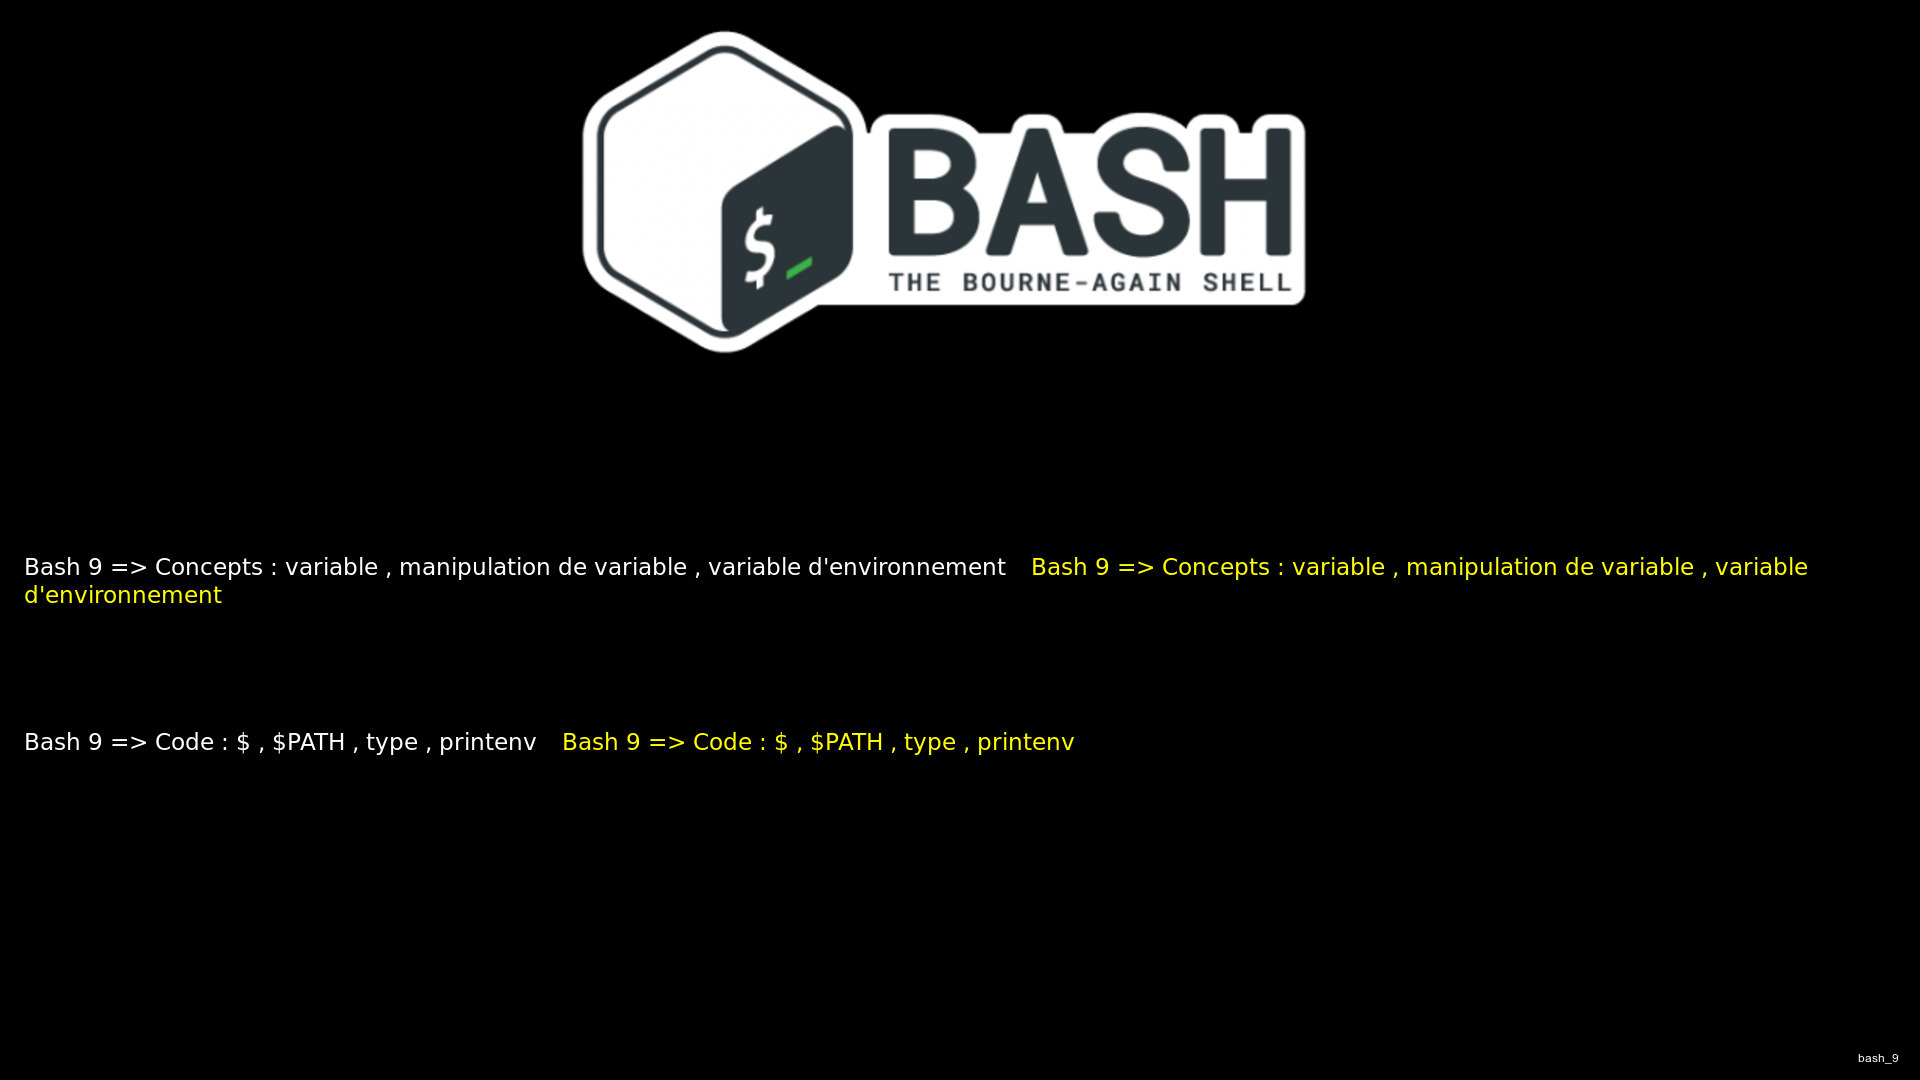 $_
BASH
THE BOURNE-AGAIN SHELL
Bash 9 => Concepts : variable , manipulation de variable , variable d'environnement Bash 9 => Concepts : variable , manipulation de variable , variable
d'environnement
Bash 9 => Code : $ , $PATH , type , printenv Bash 9 => Code : $ , $PATH , type , printenv
bash_9